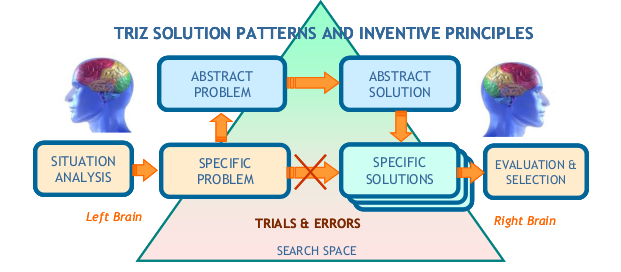 TRIZ SOLUTION PATTERNS AND INVENTIVE PRINCIPLES
ABSTRACT
PROBLEM
ABSTRACT
SOLUTION
SITUATION
ANALYSIS
SPECIFIC
PROBLEM
SPECIFIC
SOLUTIONS
EVALUATION &
SELECTION
Left Brain
TRIALS & ERRORS
Right Brain
SEARCH SPACE